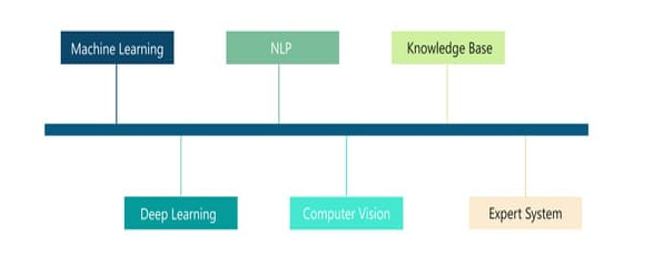 Machine Learning
NLP
Knowledge Base
Deep Learning
Computer Vision
Expert System